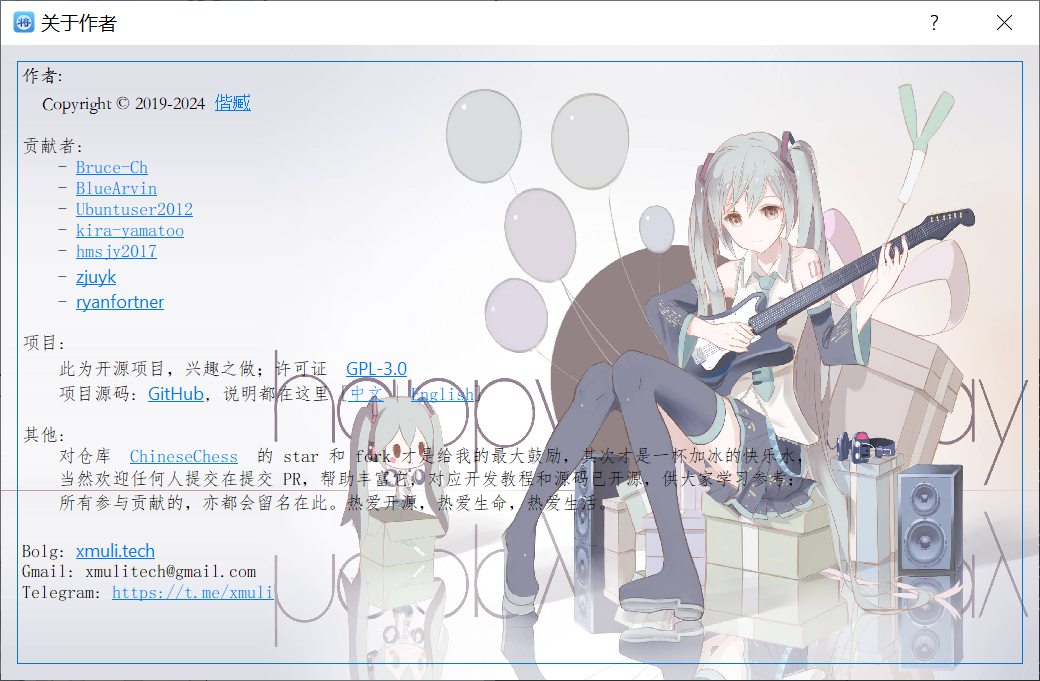 将 关于作者
作者:
Copyright © 2019-2024 偕臧
贡献者:
- Bruce-Ch
- BlueArvin
- Ubuntuser2012
- kira-yamatoo
- hmsjy2017
- zjuyk
- ryanfortner
项目:
此为开源项目，兴趣之做；许可证 GPL-3.0
项目源码: GitHub，说明都在这里 [中文 English]
其他:
对仓库 ChineseChess 的 star 和 fork 才是给我的最大鼓励，其次才是一杯加冰的快乐水，
当然欢迎任何人提交在提交 PR，帮助丰富它，对应开发教程和源码已开源，供大家学习参考；
所有参与贡献的，亦都会留名在此。热爱开源，热爱生命，热爱生活。
Bolg: xmuli.tech
Gmail: xmulitech@gmail.com
Telegram: https://t.me/xmuli
happy
ay